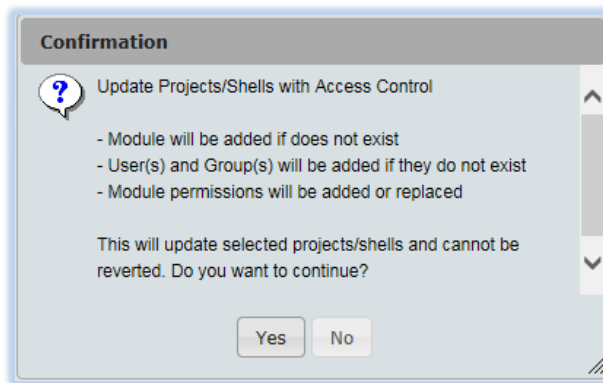 Confirmation
Update Projects/Shells with Access Control
- Module will be added if does not exist
- User(s) and Group(s) will be added if they do not exist
- Module permissions will be added or replaced
This will update selected projects/shells and cannot be
reverted. Do you want to continue?
Yes No